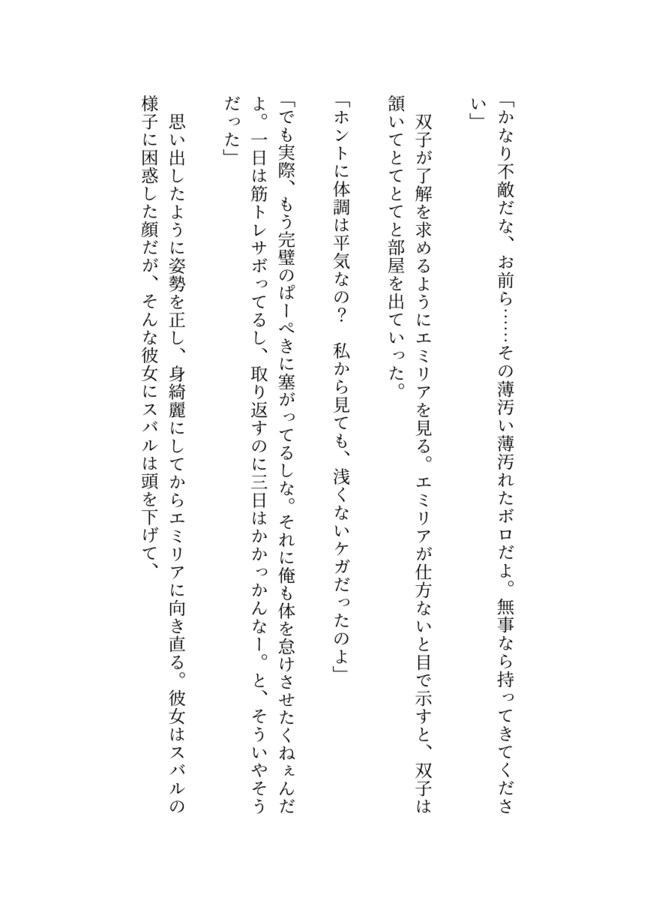 「かなり不敵だな、お前ら……その薄汚い薄汚れたボロだよ。無事なら持ってきてくださ
い」
双子が了解を求めるようにエミリアを見る。エミリアが仕方ないと目で示すと、双子は
頷いてとてとてと部屋を出ていった。
「ホントに体調は平気なの？　私から見ても、浅くないケガだったのよ」
「でも実際、もう完璧のぱーぺきに塞がってるしな。それに俺も体を怠けさせたくねぇんだ
よ。一日は筋トレサボってるし、取り返すのに三日はかかっかんなー。と、そういやそう
だった」
思い出したように姿勢を正し、身綺麗にしてからエミリアに向き直る。彼女はスバルの
様子に困惑した顔だが、そんな彼女にスバルは頭を下げて、